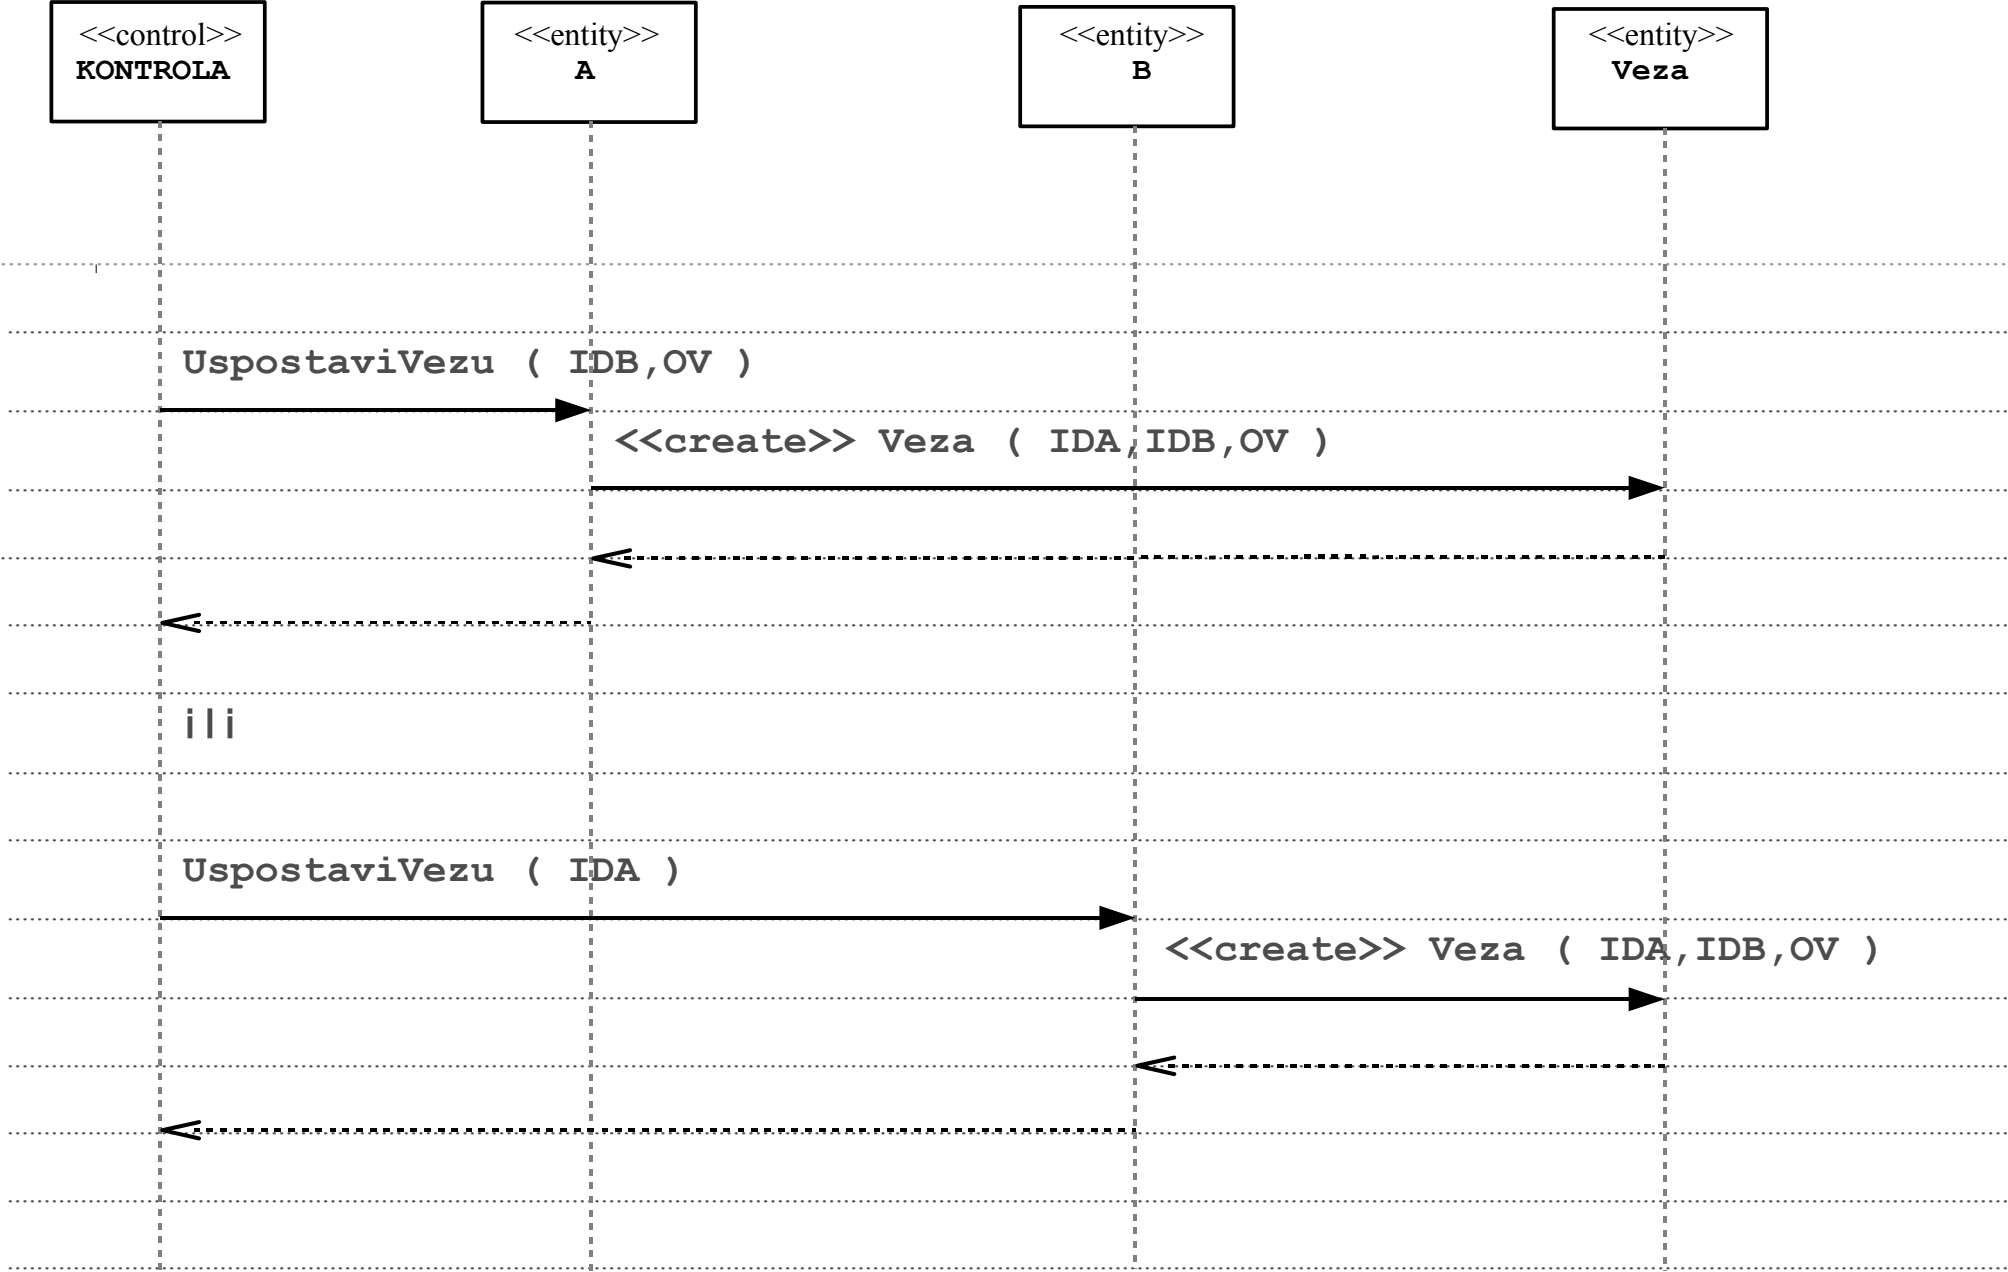 <<control>>
KONTROLA
<<entity>>
A
<<entity>>
B
<<entity>>
Veza
UspostaviVezu ( IDB,OV )
<<create>> Veza ( IDA,IDB,OV )
ili
UspostaviVezu ( IDA )
<<create>> Veza ( IDA,IDB,OV )